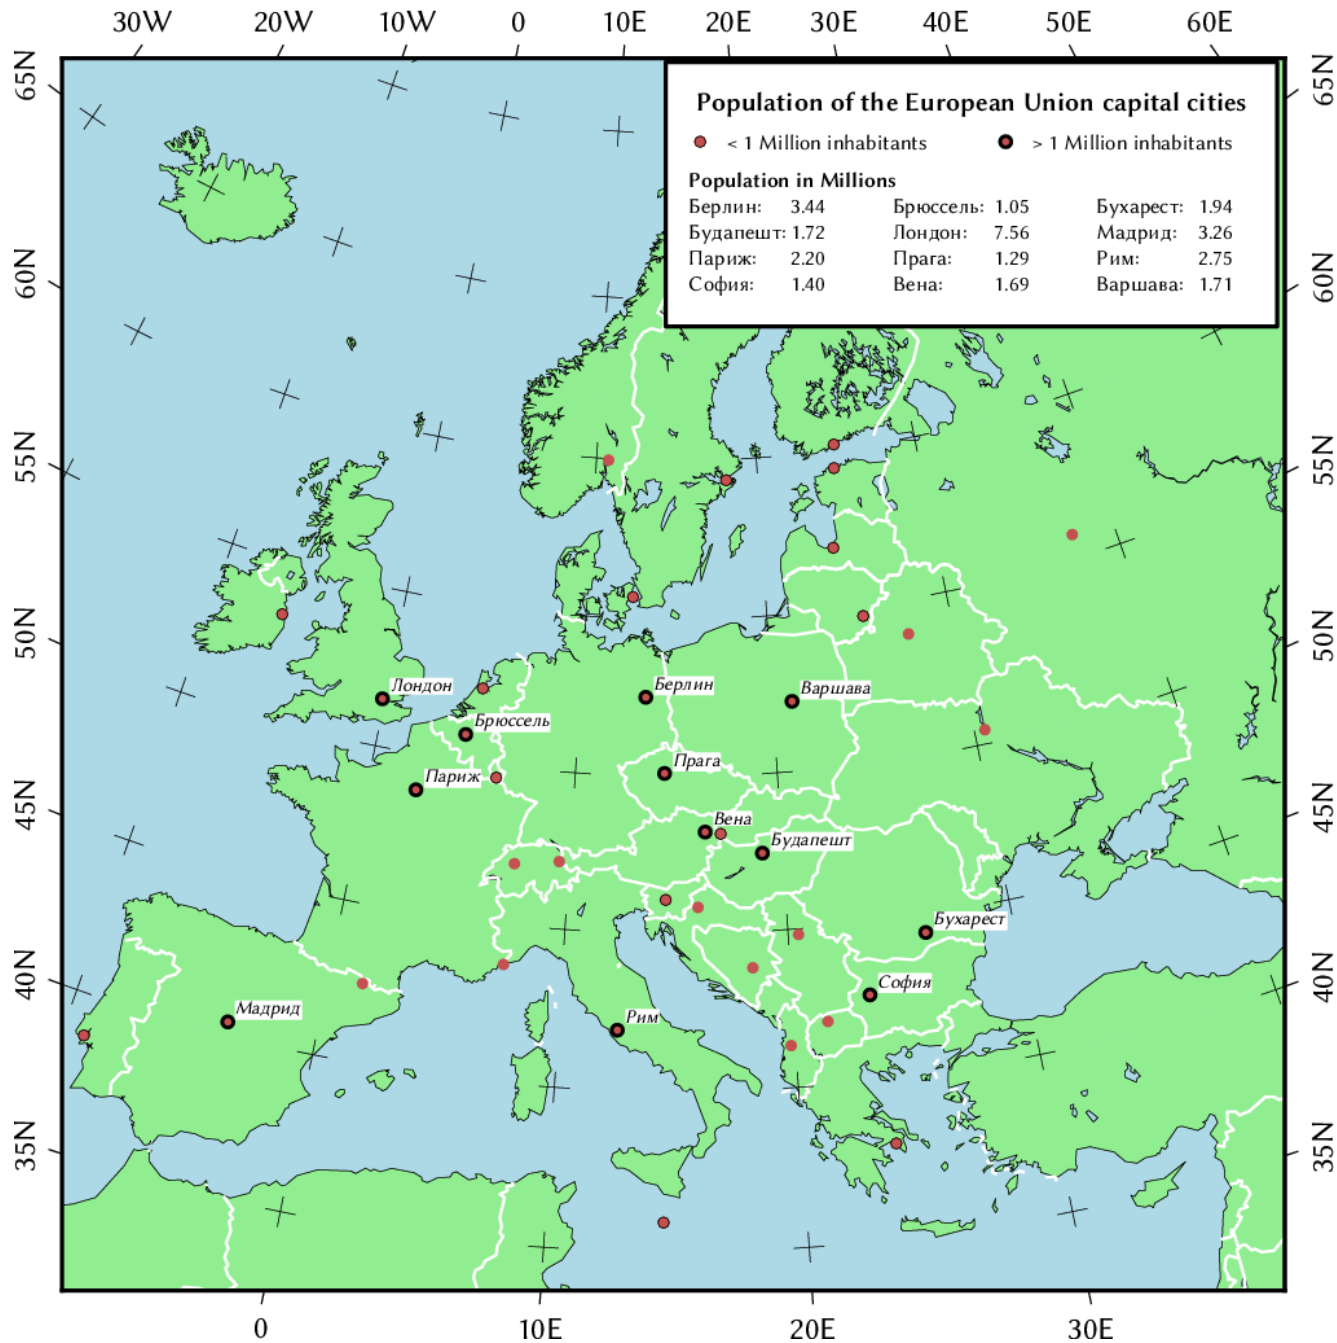 30W 20W 10W 0 10E 20E 30E 40E 50E 60E
65N 65N
Population of the European Union capital cities
< 1 Million inhabitants > 1 Million inhabitants
Population in Millions
Берлин: 3.44 Брюссель: 1.05 Бухарест: 1.94
Будапешт: 1.72 Лондон: 7.56 Мадрид: 3.26
Париж: 2.20 Прага: 1.29 Рим: 2.75
София: 1.40 Вена: 1.69 Варшава: 1.71
60N 60N
55N 55N
50N 50N
Лондон Берлин Варшава
Брюссель
Париж Прага
45N 45N
Вена
Будапешт
Бухарест
40N 40N
София
Мадрид Рим
35N 35N
0 10E 20E 30E